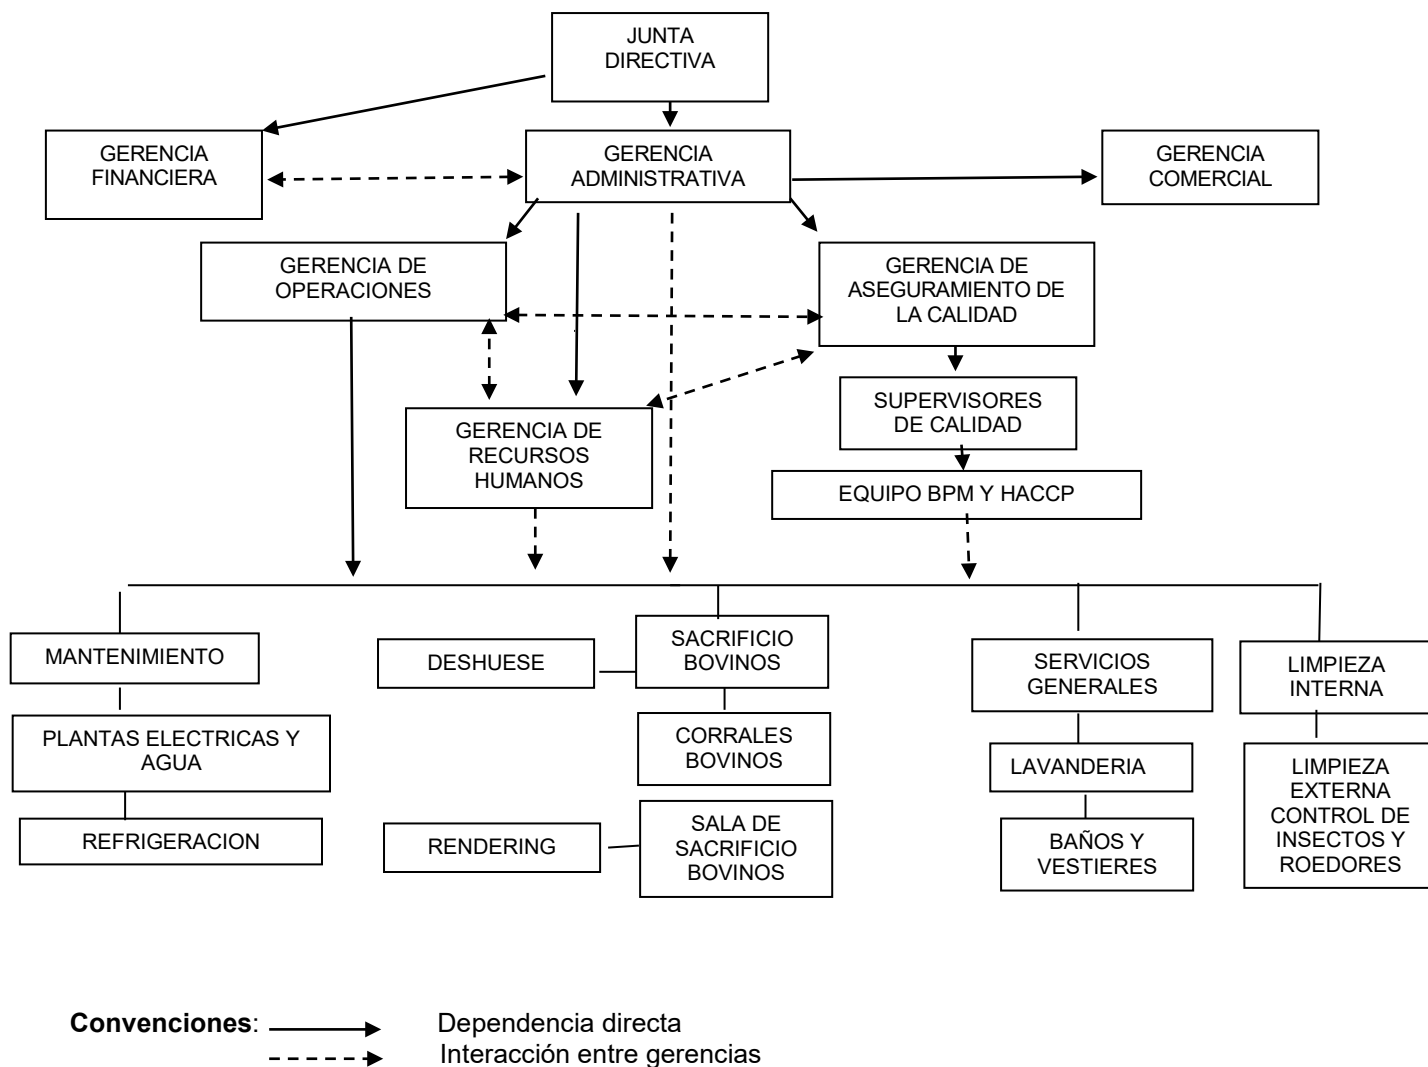 JUNTA
DIRECTIVA
GERENCIA
FINANCIERA
GERENCIA
ADMINISTRATIVA
GERENCIA
COMERCIAL
GERENCIA DE
OPERACIONES
GERENCIA DE
ASEGURAMIENTO DE
LA CALIDAD
SUPERVISORES
DE CALIDAD
GERENCIA DE
RECURSOS
HUMANOS
EQUIPO BPM Y HACCP
MANTENIMIENTO
DESHUESE
SACRIFICIO
BOVINOS
SERVICIOS
GENERALES
LIMPIEZA
INTERNA
PLANTAS ELECTRICAS Y
AGUA
CORRALES
BOVINOS
LAVANDERIA
LIMPIEZA
EXTERNA
CONTROL DE
INSECTOS Y
ROEDORES
REFRIGERACION
RENDERING
SALA DE
SACRIFICIO
BOVINOS
BAÑOS Y
VESTIERES
Convenciones: Dependencia directa
Interacción entre gerencias